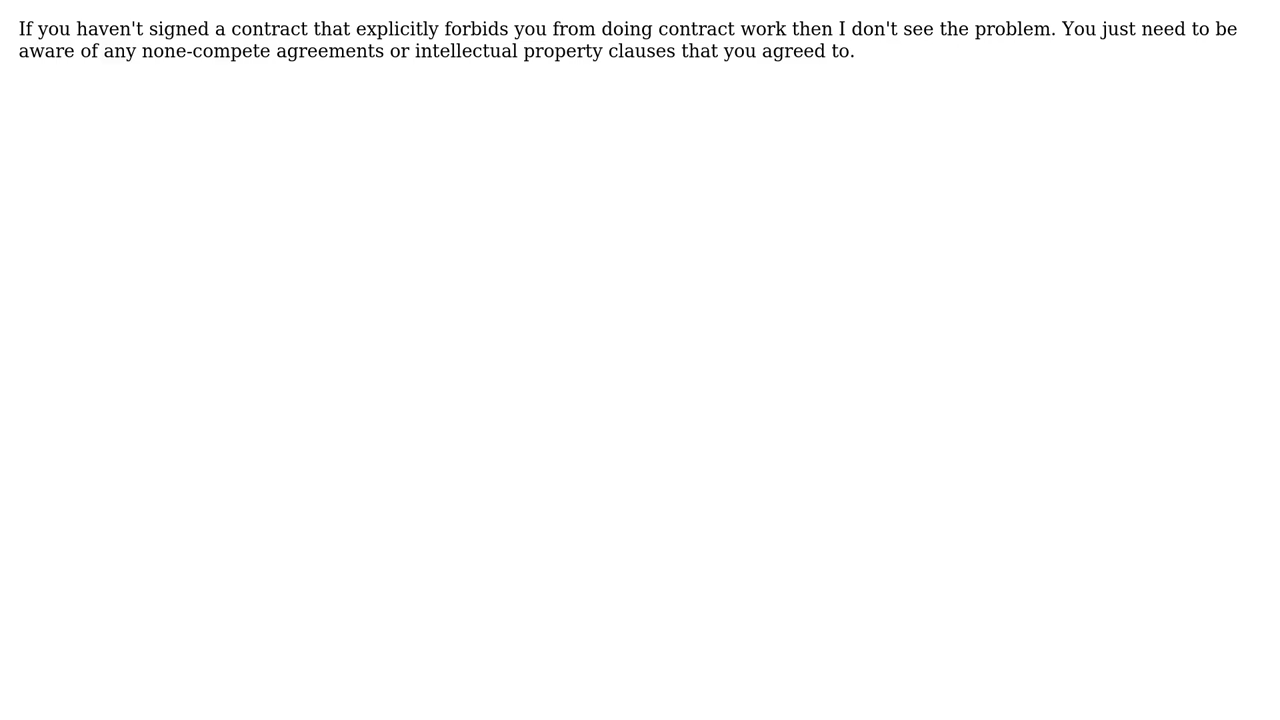 If you haven't signed a contract that explicitly forbids you from doing contract work then I don't see the problem. You just need to be
aware of any none-compete agreements or intellectual property clauses that you agreed to.